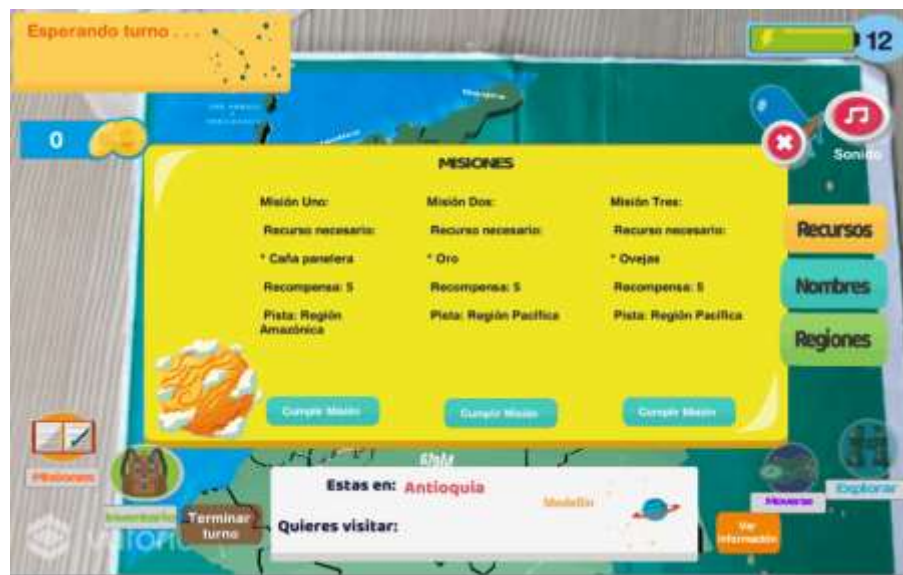 Esperando turno . . .
12
0
Sonido
MISIONES
Misión Uno:
Recurso necesario:
* Caña panelera
Recompensa: 5
Pista: Región
Amazónica
Cumplir Misión
Misión Dos:
Recurso necesario:
* Oro
Recompensa: 5
Pista: Región Pacífica
Cumplir Misión
Misión Tres:
Recurso necesario:
* Ovejas
Recompensa: 5
Pista: Región Pacífica
Cumplir Misión
Recursos
Nombres
Regiones
Misiones
Inventario
Terminar
turno
Estas en: Antioquia
Medellín
Quieres visitar:
Ver
información
Moverse
Explorar